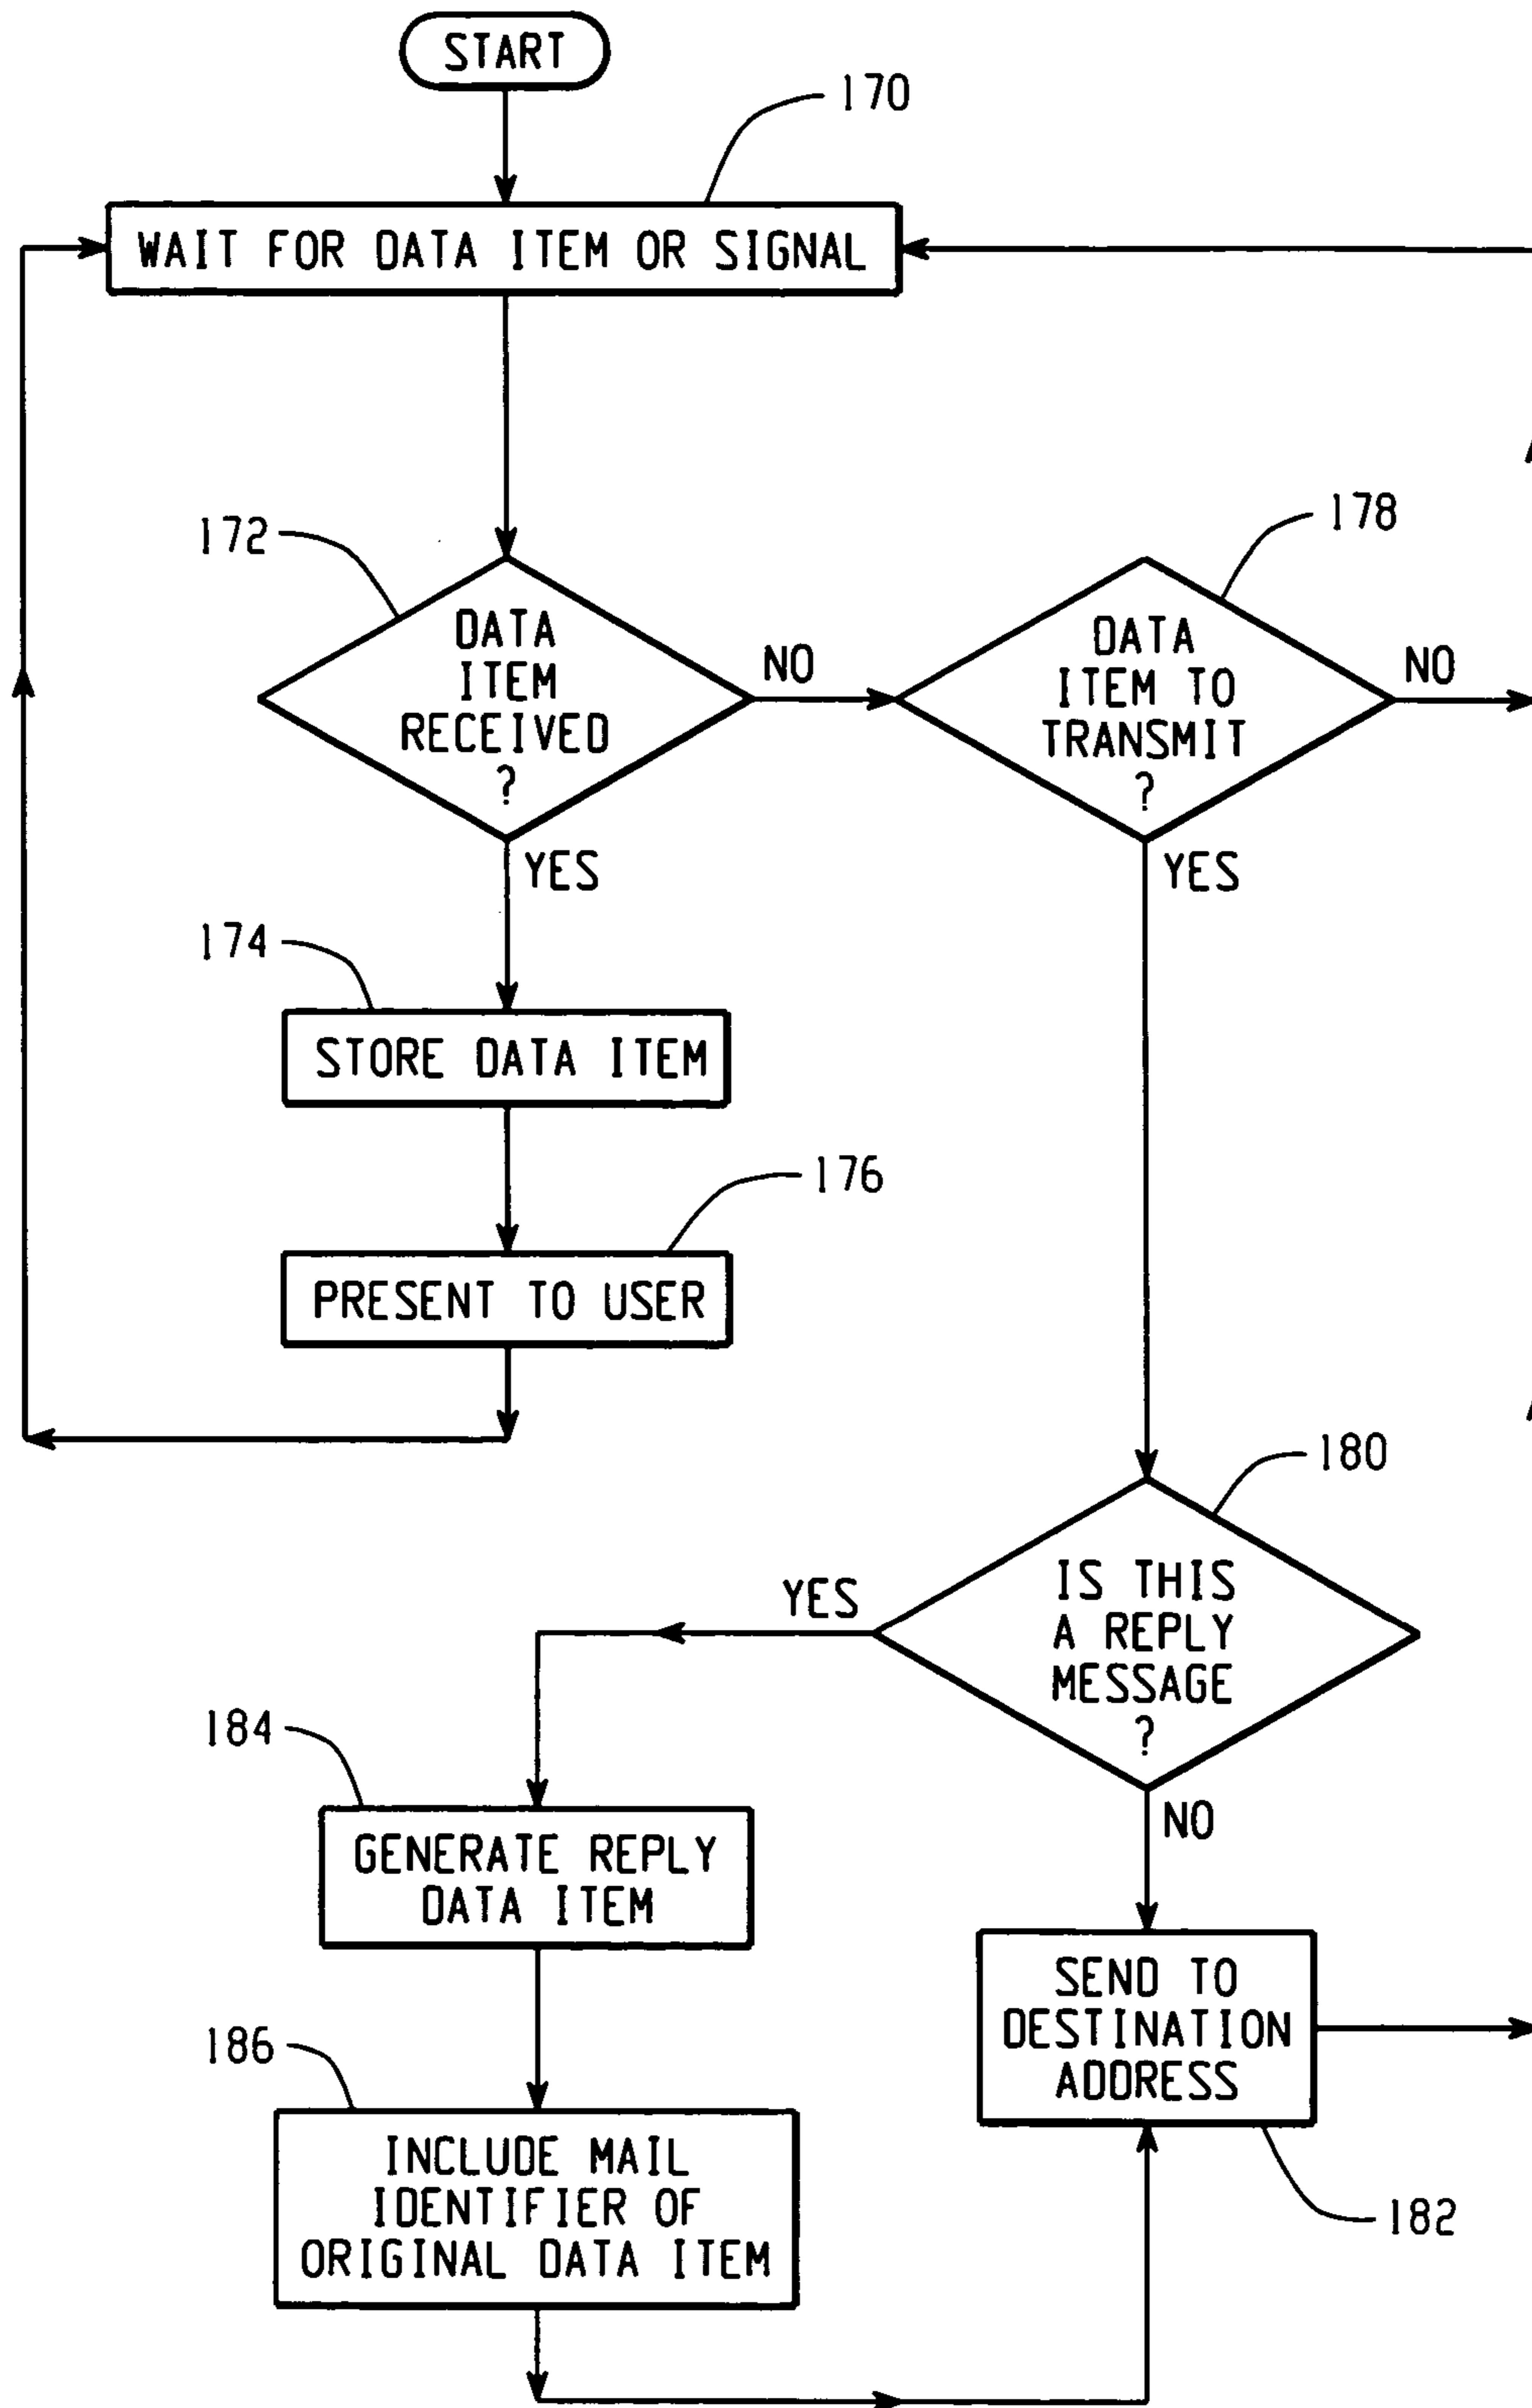 START
170
WAIT FOR DATA ITEM OR SIGNAL
172
DATA
ITEM
RECEIVED
?
NO
178
DATA
ITEM TO
TRANSMIT
?
NO
YES
YES
174
STORE DATA ITEM
176
PRESENT TO USER
180
IS THIS
A REPLY
MESSAGE
?
YES
NO
184
GENERATE REPLY
DATA ITEM
SEND TO
DESTINATION
ADDRESS
182
186
INCLUDE MAIL
IDENTIFIER OF
ORIGINAL DATA ITEM